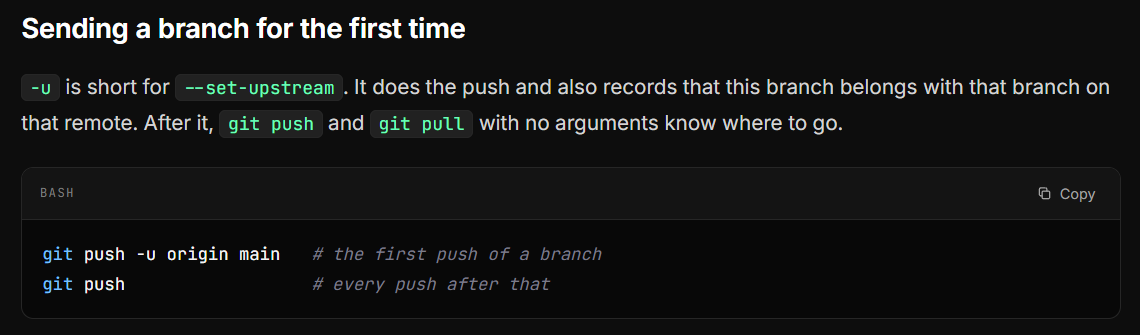 Sending a branch for the first time
-u is short for --set-upstream. It does the push and also records that this branch belongs with that branch on
that remote. After it, git push and git pull with no arguments know where to go.
BASH
Copy
git push -u origin main   # the first push of a branch
git push                  # every push after that